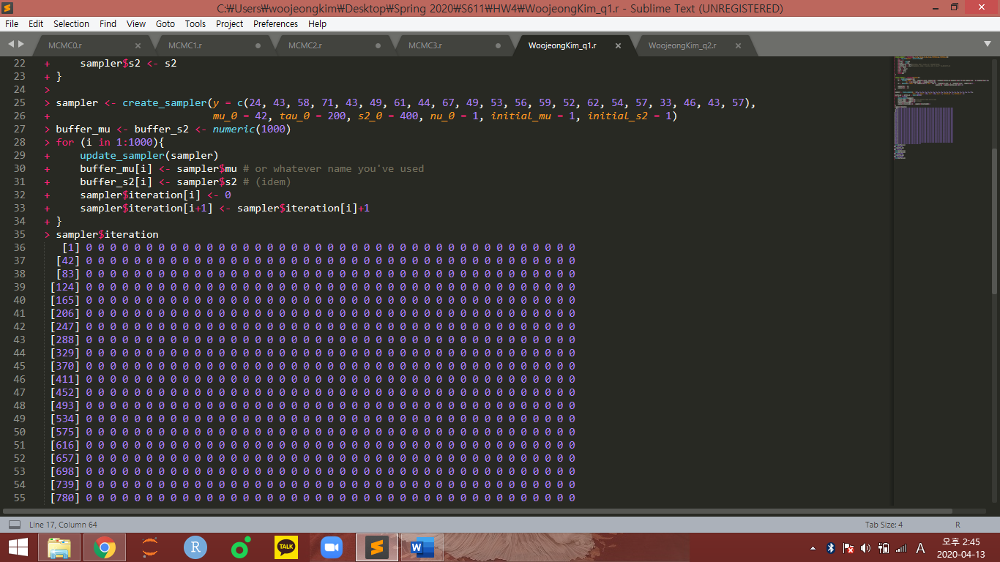 C:₩Users₩woojeongkim₩Desktop₩Spring 2020₩S611₩HW4₩WoojeongKim_q1.r - Sublime Text (UNREGISTERED)
File Edit Selection Find View Goto Tools Project Preferences Help
MCMC0.r MCMC1.r MCMC2.r MCMC3.r WoojeongKim_q1.r WoojeongKim_q2.r
22 + sampler$s2 <- s2
23 + }
24 >
25 > sampler <- create_sampler(y = c(24, 43, 58, 71, 43, 49, 61, 44, 67, 49, 53, 56, 59, 52, 62, 54, 57, 33, 46, 43, 57),
26 + mu_0 = 42, tau_0 = 200, s2_0 = 400, nu_0 = 1, initial_mu = 1, initial_s2 = 1)
27 > buffer_mu <- buffer_s2 <- numeric(1000)
28 > for (i in 1:1000){
29 + update_sampler(sampler)
30 + buffer_mu[i] <- sampler$mu # or whatever name you've used
31 + buffer_s2[i] <- sampler$s2 # (idem)
32 + sampler$iteration[i] <- 0
33 + sampler$iteration[i+1] <- sampler$iteration[i]+1
34 + }
35 > sampler$iteration
36 [1] 0 0 0 0 0 0 0 0 0 0 0 0 0 0 0 0 0 0 0 0 0 0 0 0 0 0 0 0 0 0 0 0 0 0 0 0 0 0 0 0 0
37 [42] 0 0 0 0 0 0 0 0 0 0 0 0 0 0 0 0 0 0 0 0 0 0 0 0 0 0 0 0 0 0 0 0 0 0 0 0 0 0 0 0 0
38 [83] 0 0 0 0 0 0 0 0 0 0 0 0 0 0 0 0 0 0 0 0 0 0 0 0 0 0 0 0 0 0 0 0 0 0 0 0 0 0 0 0 0
39 [124] 0 0 0 0 0 0 0 0 0 0 0 0 0 0 0 0 0 0 0 0 0 0 0 0 0 0 0 0 0 0 0 0 0 0 0 0 0 0 0 0 0
40 [165] 0 0 0 0 0 0 0 0 0 0 0 0 0 0 0 0 0 0 0 0 0 0 0 0 0 0 0 0 0 0 0 0 0 0 0 0 0 0 0 0 0
41 [206] 0 0 0 0 0 0 0 0 0 0 0 0 0 0 0 0 0 0 0 0 0 0 0 0 0 0 0 0 0 0 0 0 0 0 0 0 0 0 0 0 0
42 [247] 0 0 0 0 0 0 0 0 0 0 0 0 0 0 0 0 0 0 0 0 0 0 0 0 0 0 0 0 0 0 0 0 0 0 0 0 0 0 0 0 0
43 [288] 0 0 0 0 0 0 0 0 0 0 0 0 0 0 0 0 0 0 0 0 0 0 0 0 0 0 0 0 0 0 0 0 0 0 0 0 0 0 0 0 0
44 [329] 0 0 0 0 0 0 0 0 0 0 0 0 0 0 0 0 0 0 0 0 0 0 0 0 0 0 0 0 0 0 0 0 0 0 0 0 0 0 0 0 0
45 [370] 0 0 0 0 0 0 0 0 0 0 0 0 0 0 0 0 0 0 0 0 0 0 0 0 0 0 0 0 0 0 0 0 0 0 0 0 0 0 0 0 0
46 [411] 0 0 0 0 0 0 0 0 0 0 0 0 0 0 0 0 0 0 0 0 0 0 0 0 0 0 0 0 0 0 0 0 0 0 0 0 0 0 0 0 0
47 [452] 0 0 0 0 0 0 0 0 0 0 0 0 0 0 0 0 0 0 0 0 0 0 0 0 0 0 0 0 0 0 0 0 0 0 0 0 0 0 0 0 0
48 [493] 0 0 0 0 0 0 0 0 0 0 0 0 0 0 0 0 0 0 0 0 0 0 0 0 0 0 0 0 0 0 0 0 0 0 0 0 0 0 0 0 0
49 [534] 0 0 0 0 0 0 0 0 0 0 0 0 0 0 0 0 0 0 0 0 0 0 0 0 0 0 0 0 0 0 0 0 0 0 0 0 0 0 0 0 0
50 [575] 0 0 0 0 0 0 0 0 0 0 0 0 0 0 0 0 0 0 0 0 0 0 0 0 0 0 0 0 0 0 0 0 0 0 0 0 0 0 0 0 0
51 [616] 0 0 0 0 0 0 0 0 0 0 0 0 0 0 0 0 0 0 0 0 0 0 0 0 0 0 0 0 0 0 0 0 0 0 0 0 0 0 0 0 0
52 [657] 0 0 0 0 0 0 0 0 0 0 0 0 0 0 0 0 0 0 0 0 0 0 0 0 0 0 0 0 0 0 0 0 0 0 0 0 0 0 0 0 0
53 [698] 0 0 0 0 0 0 0 0 0 0 0 0 0 0 0 0 0 0 0 0 0 0 0 0 0 0 0 0 0 0 0 0 0 0 0 0 0 0 0 0 0
54 [739] 0 0 0 0 0 0 0 0 0 0 0 0 0 0 0 0 0 0 0 0 0 0 0 0 0 0 0 0 0 0 0 0 0 0 0 0 0 0 0 0 0
55 [780] 0 0 0 0 0 0 0 0 0 0 0 0 0 0 0 0 0 0 0 0 0 0 0 0 0 0 0 0 0 0 0 0 0 0 0 0 0 0 0 0 0
Line 17, Column 64 Tab Size: 4 R
R TALK W A 오후 2:45
2020-04-13